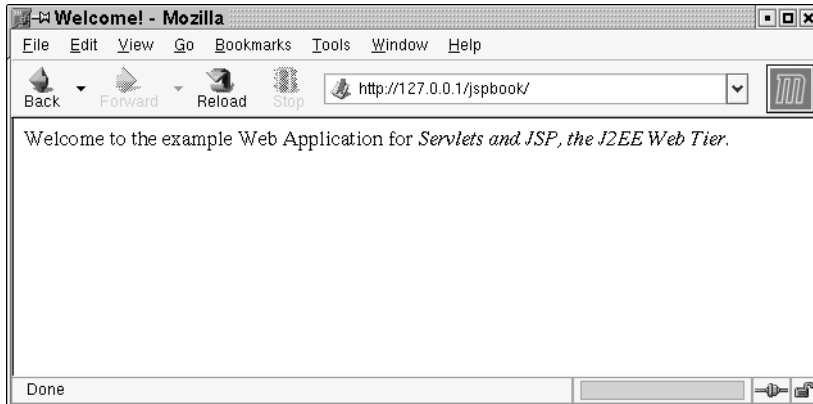 Welcome! - Mozilla
File Edit View Go Bookmarks Tools Window Help
Back Forward Reload Stop http://127.0.0.1/jspbook/
Welcome to the example Web Application for Servlets and JSP, the J2EE Web Tier.
Done